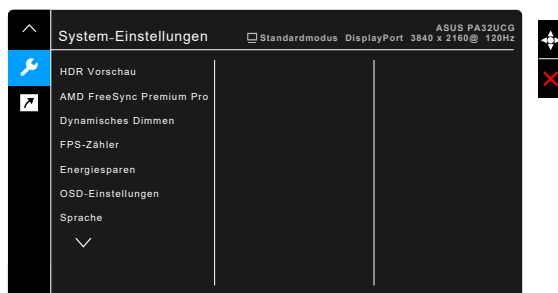 ASUS PA32UCG
System-Einstellungen
Standardmodus DisplayPort 3840 x 2160@ 120Hz
HDR Vorschau
AMD FreeSync Premium Pro
Dynamisches Dimmen
FPS-Zähler
Energiesparen
OSD-Einstellungen
Sprache